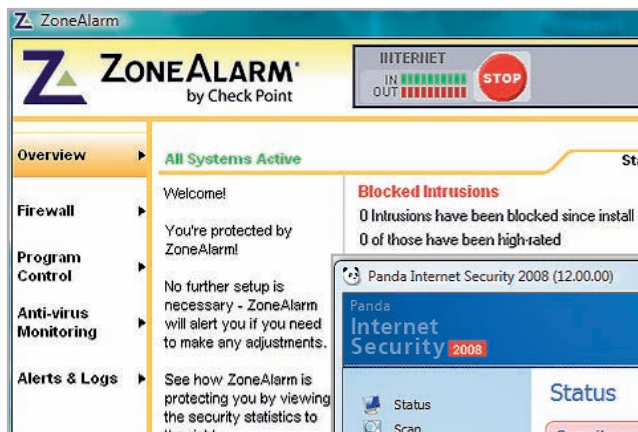 ZoneAlarm
ZONEALARM
by Check Point
INTERNET
IN
OUT
STOP
Overview
Firewall
Program
Control
Anti-virus
Monitoring
Alerts & Logs
All Systems Active
Welcome!
You're protected by
ZoneAlarm!
No further setup is
necessary - ZoneAlarm
will alert you if you need
to make any adjustments.
See how ZoneAlarm is
protecting you by viewing
the security statistics to
Blocked Intrusions
0 Intrusions have been blocked since install
0 of those have been high-rated
Panda Internet Security 2008 (12.00.00)
Panda
Internet
Security 2008
Status
Scan
Status